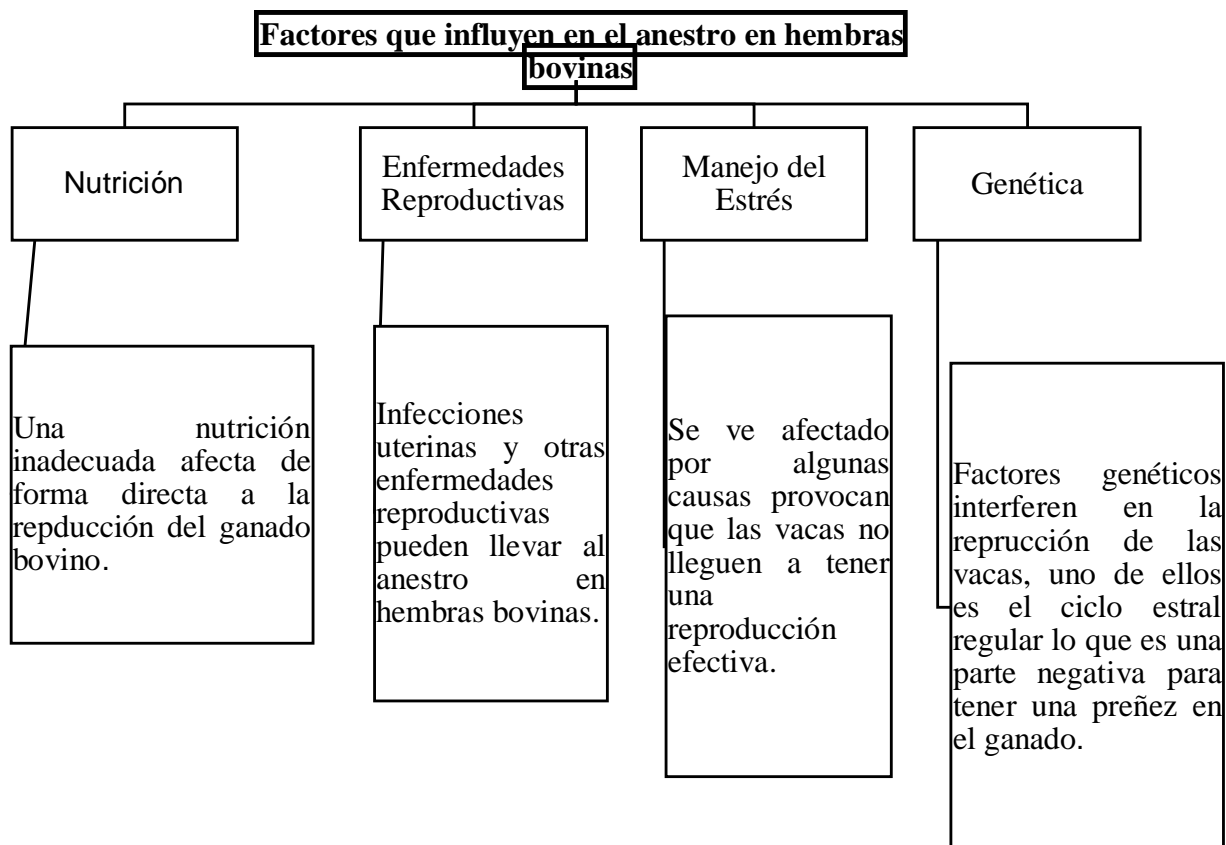 Factores que influyen en el anestro en hembras
bovinas
Nutrición
Enfermedades
Reproductivas
Manejo del
Estrés
Genética
Una nutrición
inadecuada afecta de
forma directa a la
repducción del ganado
bovino.
Infecciones
uterinas y otras
enfermedades
reproductivas
pueden llevar al
anestro en
hembras bovinas.
Se ve afectado
por algunas
causas provocan
que las vacas no
lleguen a tener
una
reproducción
efectiva.
Factores genéticos
interfieren en la
reprucción de las
vacas, uno de ellos
es el ciclo estral
regular lo que es una
parte negativa para
tener una preñez en
el ganado.